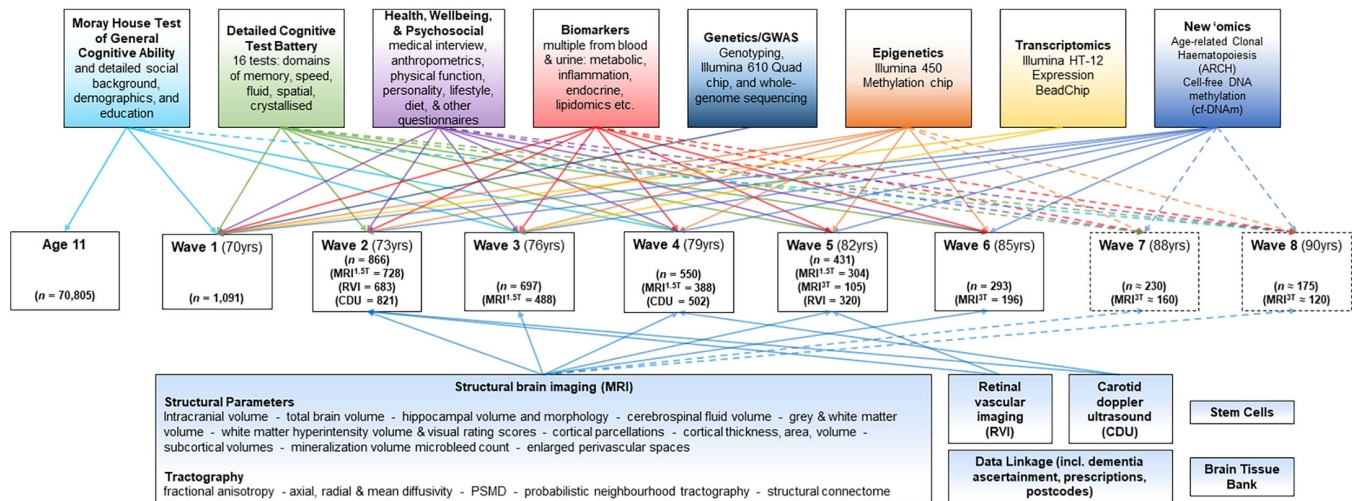 Moray House Test
of General
Cognitive Ability
and detailed social
background,
demographics, and
education
Detailed Cognitive
Test Battery
16 tests: domains
of memory, speed,
fluid, spatial,
crystallised
Health, Wellbeing,
& Psychosocial
medical interview,
anthropometrics,
physical function,
personality, lifestyle,
diet, & other
questionnaires
Biomarkers
multiple from blood
& urine: metabolic,
inflammation,
endocrine,
lipidomics etc.
Genetics/GWAS
Genotyping,
Illumina 610 Quad
chip, and whole-
genome sequencing
Epigenetics
Illumina 450
Methylation chip
Transcriptomics
Illumina HT-12
Expression
BeadChip
New ‘omics
Age-related Clonal
Haematopoiesis
(ARCH)
Cell-free DNA
methylation
(cf-DNAm)
Age 11
(n = 70,805)
Wave 1 (70yrs)
(n = 1,091)
Wave 2 (73yrs)
(n = 866)
(MRI1.5T = 728)
(RVI = 683)
(CDU = 821)
Wave 3 (76yrs)
(n = 697)
(MRI1.5T = 488)
Wave 4 (79yrs)
(n = 550)
(MRI1.5T = 388)
(CDU = 502)
Wave 5 (82yrs)
(n = 431)
(MRI1.5T = 304)
(MRI3T = 105)
(RVI = 320)
Wave 6 (85yrs)
(n = 293)
(MRI3T = 196)
Wave 7 (88yrs)
(n ≈ 230)
(MRI3T ≈ 160)
Wave 8 (90yrs)
(n ≈ 175)
(MRI3T ≈ 120)
Structural brain imaging (MRI)
Structural Parameters
Intracranial volume - total brain volume - hippocampal volume and morphology - cerebrospinal fluid volume - grey & white matter
volume - white matter hyperintensity volume & visual rating scores - cortical parcellations - cortical thickness, area, volume -
subcortical volumes - mineralization volume microbleed count - enlarged perivascular spaces
Tractography
fractional anisotropy - axial, radial & mean diffusivity - PSMD - probabilistic neighbourhood tractography - structural connectome
Retinal
vascular
imaging
(RVI)
Carotid
doppler
ultrasound
(CDU)
Stem Cells
Data Linkage (incl. dementia
ascertainment, prescriptions,
postcodes)
Brain Tissue
Bank